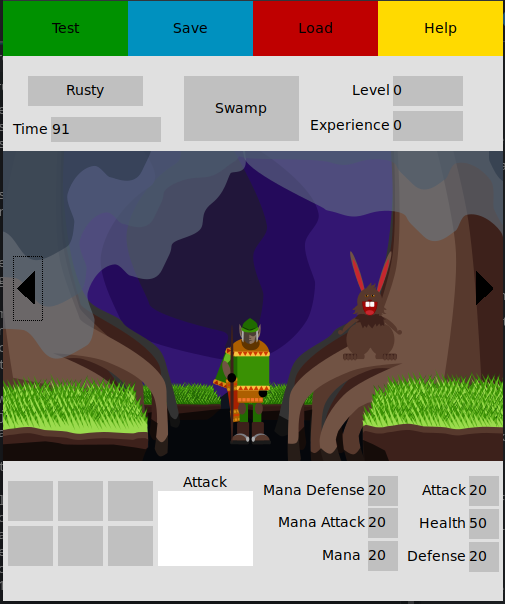 Test Save Load Help
Rusty
Swamp
Level 0
Time 91
Experience 0
Attack
Mana Defense 20
Attack 20
Mana Attack 20
Health 50
Mana 20
Defense 20